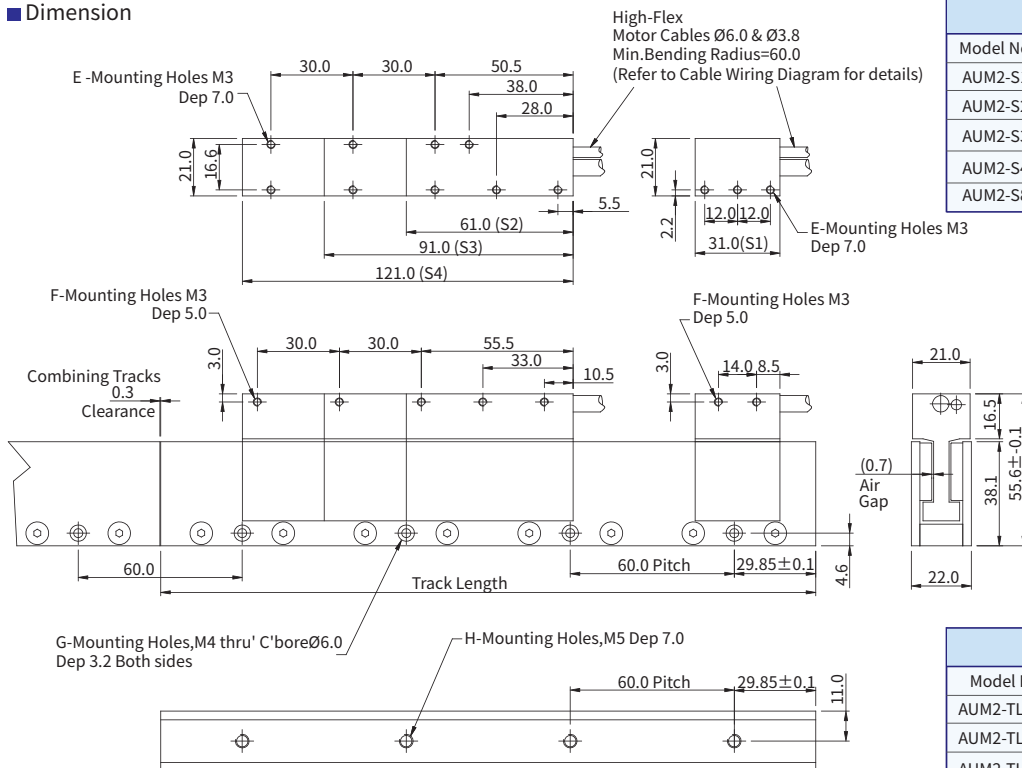 Dimension
High-Flex
Motor Cables Ø6.0 & Ø3.8
Min.Bending Radius=60.0
(Refer to Cable Wiring Diagram for details)
E -Mounting Holes M3
Dep 7.0
30.0
30.0
50.5
38.0
28.0
21.0
16.6
5.5
61.0 (S2)
91.0 (S3)
121.0 (S4)
21.0
2.2
12.0
12.0
31.0(S1)
E-Mounting Holes M3
Dep 7.0
Model
AUM2-S
AUM2-S
AUM2-S
AUM2-S4
AUM2-S8
F-Mounting Holes M3
Dep 5.0
3.0
30.0
30.0
55.5
33.0
10.5
F-Mounting Holes M3
Dep 5.0
3.0
14.0
8.5
Combining Tracks
0.3
Clearance
21.0
16.5
38.1
55.6±-0.1
(0.7)
Air
Gap
22.0
60.0
Track Length
60.0 Pitch
29.85±0.1
4.6
G-Mounting Holes,M4 thru' C'boreØ6.0
Dep 3.2 Both sides
H-Mounting Holes,M5 Dep 7.0
60.0 Pitch
29.85±0.1
11.0
Model
AUM2-TL
AUM2-TL
AUM2-TL